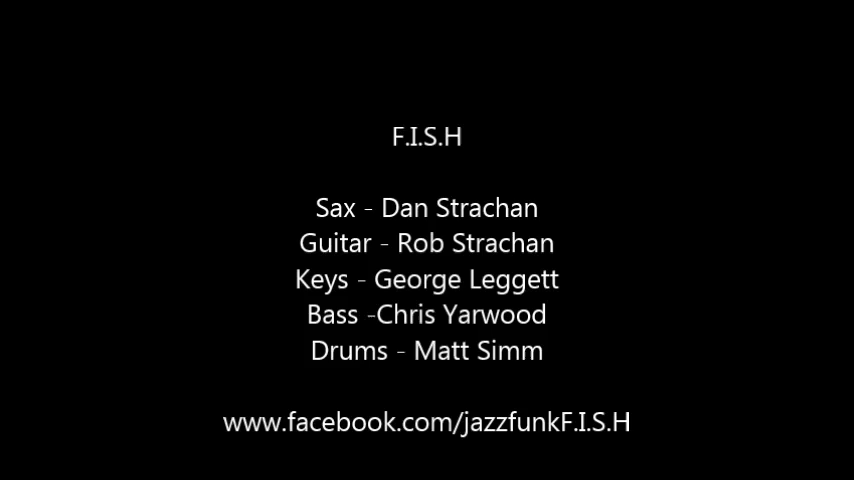 F.I.S.H
Sax - Dan Strachan
Guitar - Rob Strachan
Keys - George Leggett
Bass -Chris Yarwood
Drums - Matt Simm
www.facebook.com/jazzfunkF.I.S.H